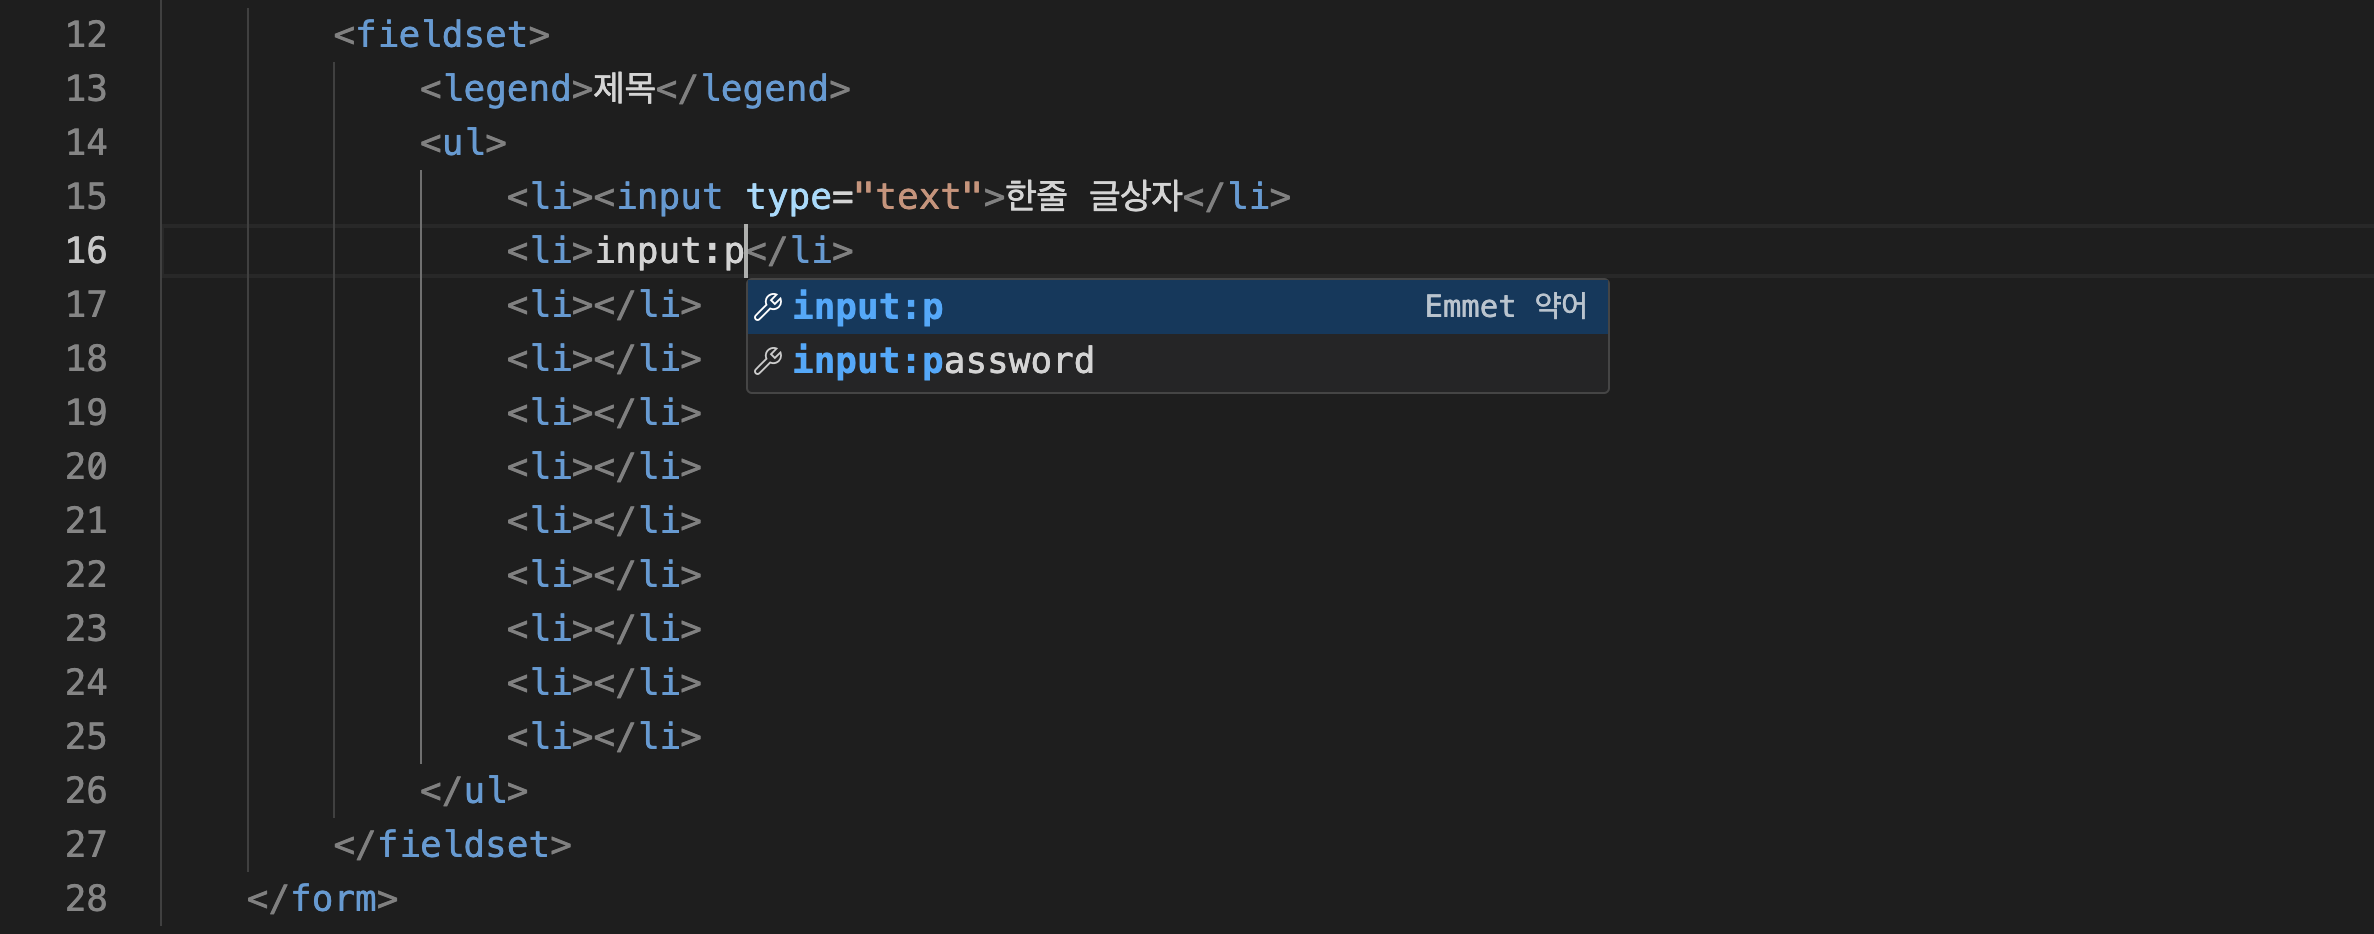 12 <fieldset>
13 <legend>제목</legend>
14 <ul>
15 <li><input type="text">한줄 글상자</li>
16 <li>input:p</li>
17 <li></li>
input:p Emmet 약어
18 <li></li>
input:password
19 <li></li>
20 <li></li>
21 <li></li>
22 <li></li>
23 <li></li>
24 <li></li>
25 <li></li>
26 </ul>
27 </fieldset>
28 </form>